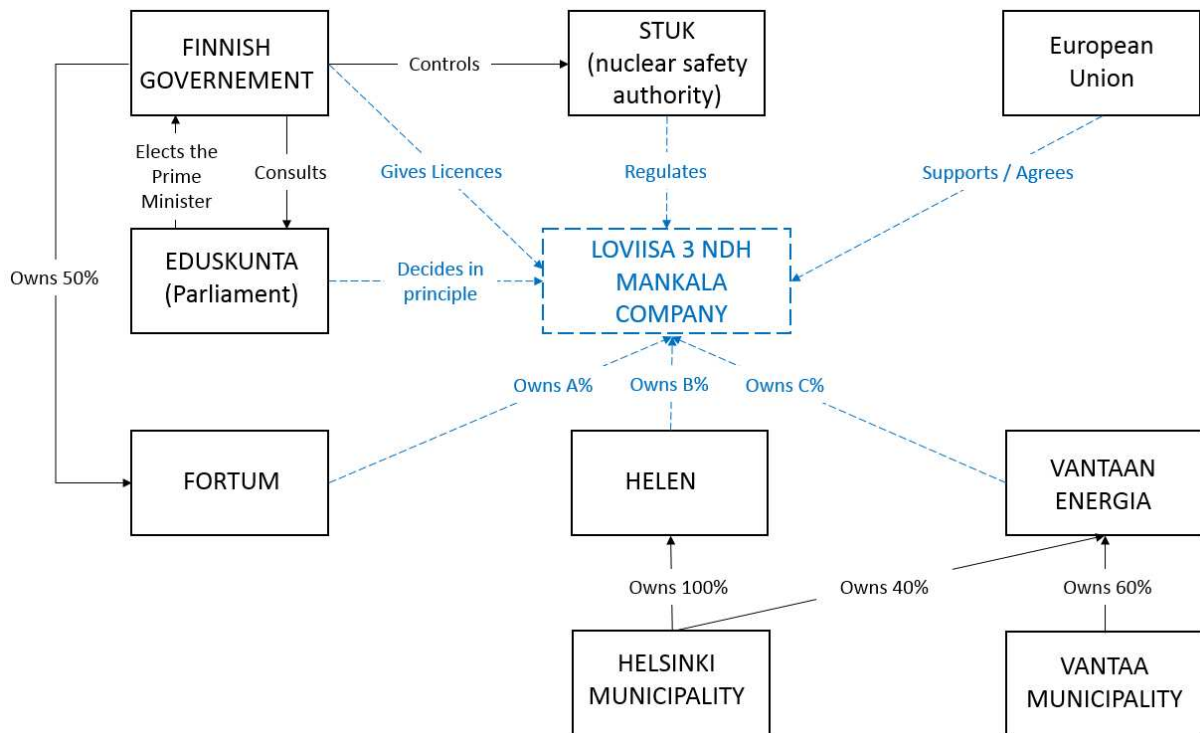 FINNISH
GOVERNEMENT
Controls
STUK
(nuclear safety
authority)
European
Union
Elects the
Prime
Minister
Consults
Gives Licences
Regulates
Supports / Agrees
Owns 50%
EDUSKUNTA
(Parliament)
Decides in
principle
LOVIISA 3 NDH
MANKALA
COMPANY
Owns A%
Owns B%
Owns C%
FORTUM
HELEN
VANTAAN
ENERGIA
Owns 100%
Owns 40%
Owns 60%
HELSINKI
MUNICIPALITY
VANTAA
MUNICIPALITY